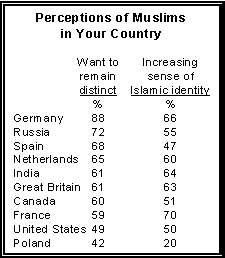 Perceptions of Muslims
in Your Country
Want to Increasing
remain sense of
distinct Islamic identity
% %
Germany 88 66
Russia 72 55
Spain 68 47
Netherlands 65 60
India 61 64
Great Britain 61 63
Canada 60 51
France 59 70
United States 49 50
Poland 42 20